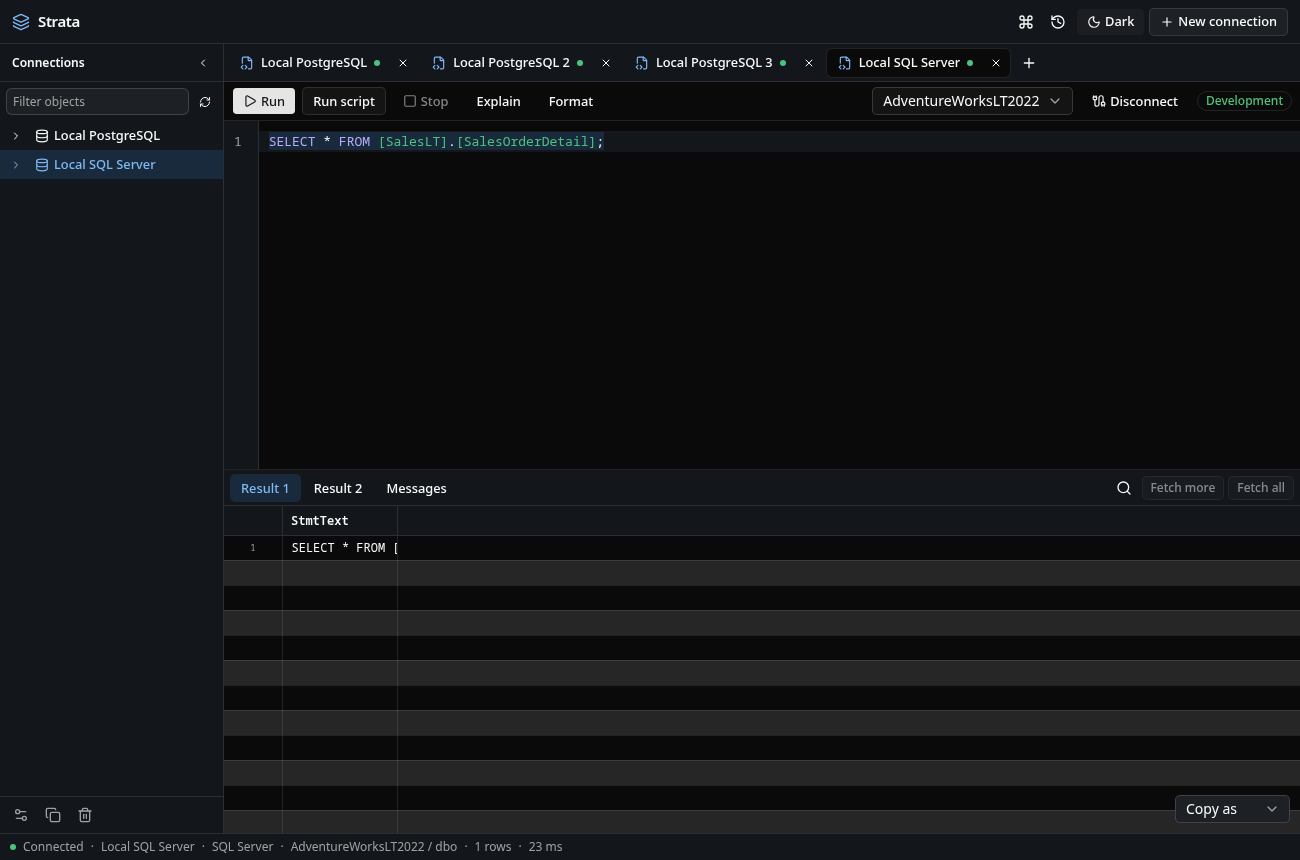 Strata
Dark
New connection
Connections
Local PostgreSQL
Local PostgreSQL 2
Local PostgreSQL 3
Local SQL Server
Filter objects
Run
Run script
Stop
Explain
Format
AdventureWorksLT2022
Disconnect
Development
Local PostgreSQL
Local SQL Server
1 SELECT * FROM [SalesLT].[SalesOrderDetail];
Result 1
Result 2
Messages
Fetch more
Fetch all
StmtText
1 SELECT * FROM [
Copy as
Connected · Local SQL Server · SQL Server · AdventureWorksLT2022 / dbo · 1 rows · 23 ms